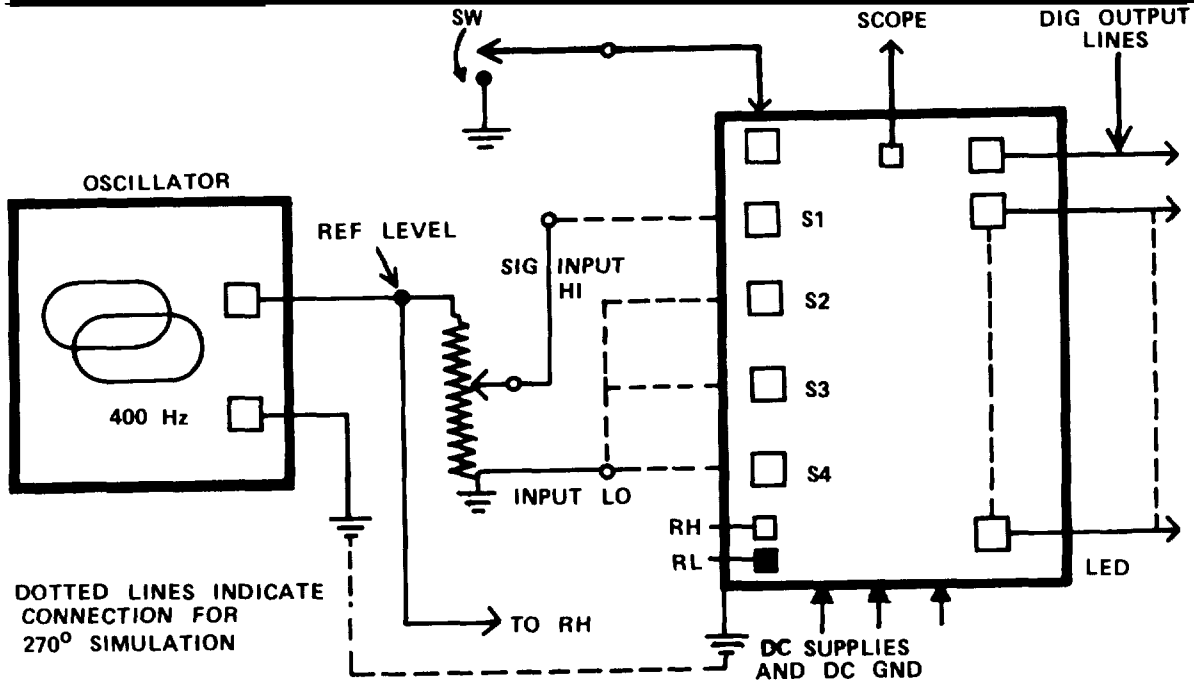 SW
SCOPE
DIG OUTPUT
LINES
OSCILLATOR
REF LEVEL
SIG INPUT
HI
S1
S2
S3
S4
400 Hz
INPUT LO
RH
RL
LED
DOTTED LINES INDICATE
CONNECTION FOR
270° SIMULATION
TO RH
DC SUPPLIES
AND DC GND